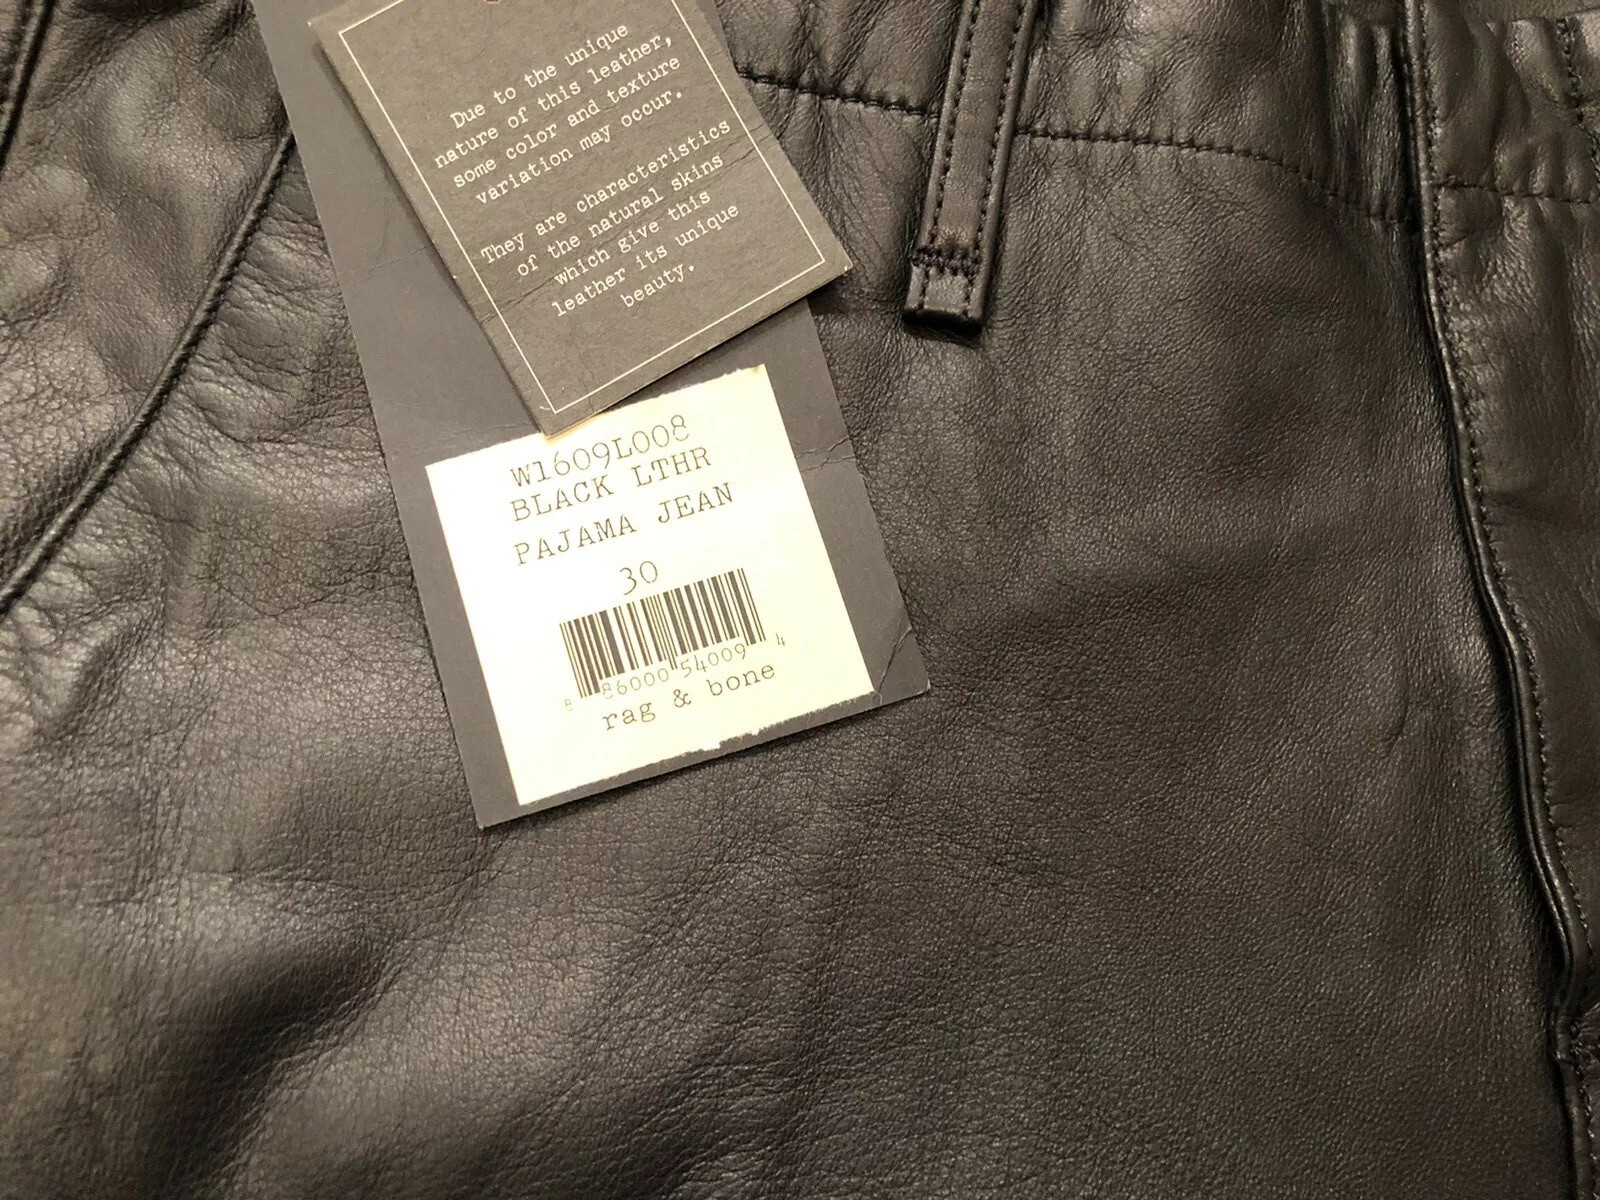 Due to the unique
nature of this leather,
some color and texture
variation may occur.
They are characteristics
of the natural skins
which give this
leather its unique
beauty.
W1609L008
BLACK LTHR
PAJAMA JEAN
30
8 86000 54009 4
rag & bone